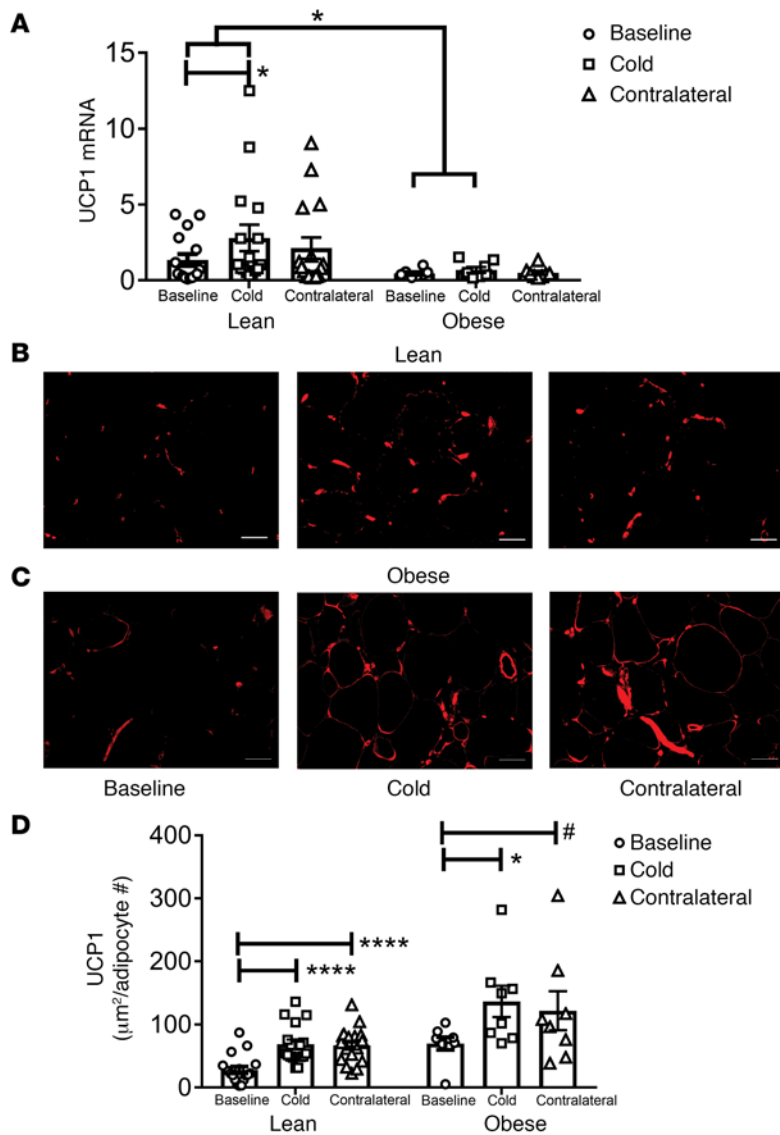 A
*
Baseline
Cold
Contralateral
UCP1 mRNA
15
10
5
0
*
Baseline Cold Contralateral Baseline Cold Contralateral
Lean Obese
B
Lean
C
Obese
Baseline Cold Contralateral
D
UCP1
(μm²/adipocyte #)
400
300
200
100
0
****
****
#
*
Baseline
Cold
Contralateral
Baseline Cold Contralateral Baseline Cold Contralateral
Lean Obese